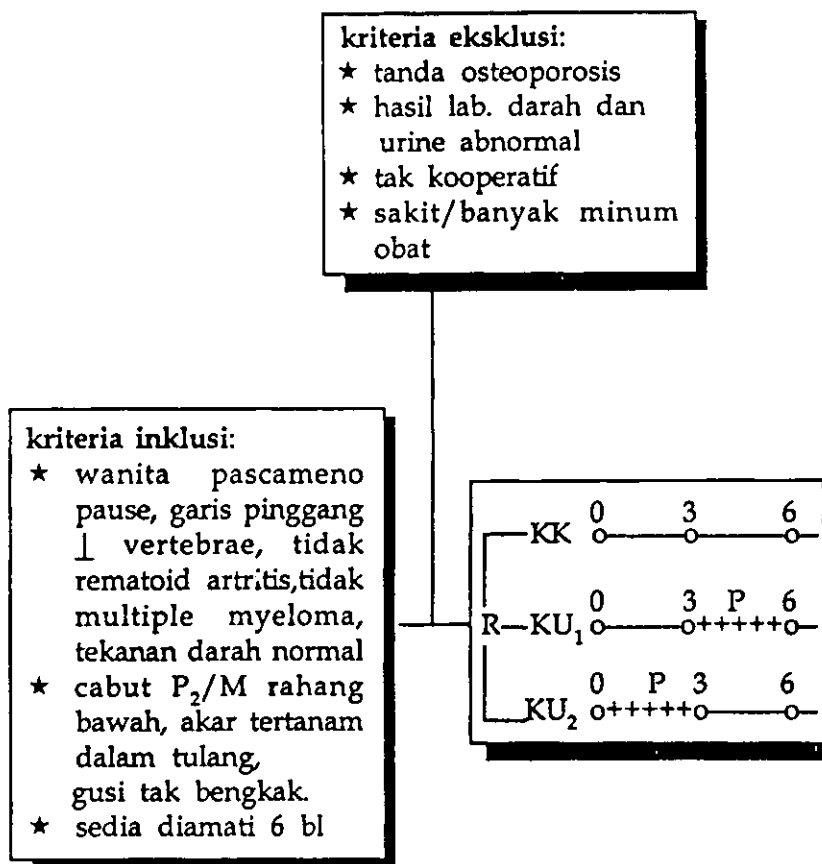 kriteria eksklusi:
★ tanda osteoporosis
★ hasil lab. darah dan
urine abnormal
★ tak kooperatif
★ sakit/banyak minum
obat
kriteria inklusi:
★ wanita pascameno
pause, garis pinggang
⊥ vertebrae, tidak
rematoid artritis,tidak
multiple myeloma,
tekanan darah normal
★ cabut P₂/M rahang
bawah, akar tertanam
dalam tulang,
gusi tak bengkak.
★ sedia diamati 6 bl
0 3 6
KK o———o———o—
0 3 P 6
R—KU₁ o———o+++++o—
0 P 3 6
KU₂ o+++++o———o—